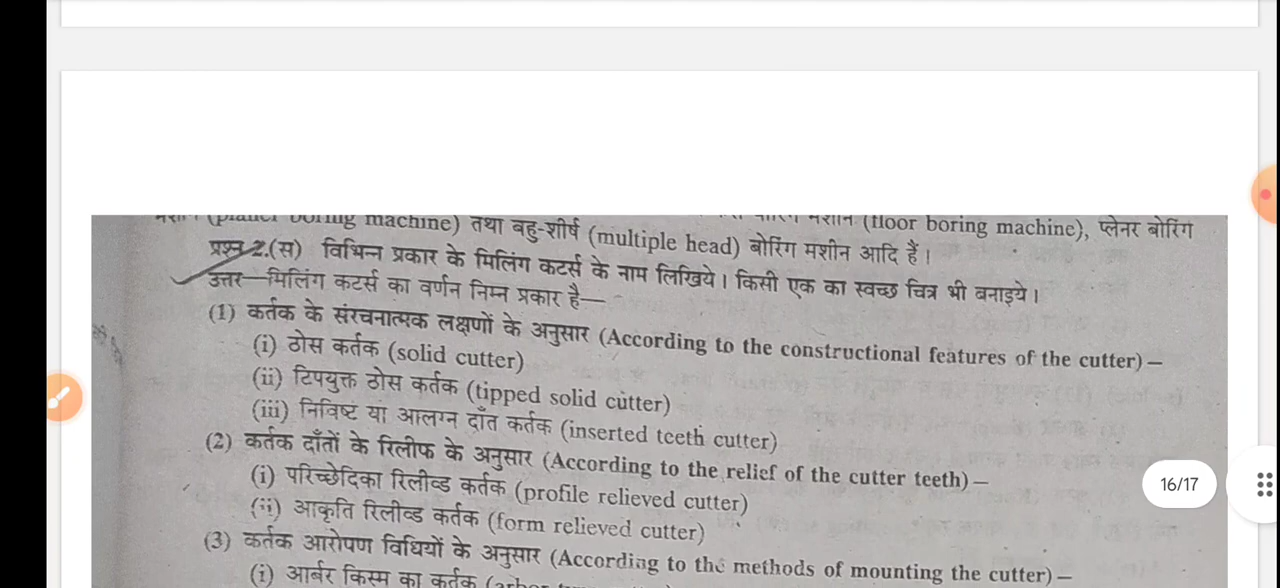 (planer boring machine) तथा बहु-शीर्ष (multiple head) बोरिंग मशीन आदि हैं। मशीन (floor boring machine), प्लेनर बोरिंग
प्रश्न 2.(स) विभिन्न प्रकार के मिलिंग कटर्स के नाम लिखिये। किसी एक का स्वच्छ चित्र भी बनाइये।
उत्तर—मिलिंग कटर्स का वर्णन निम्न प्रकार है—
(1) कर्तक के संरचनात्मक लक्षणों के अनुसार (According to the constructional features of the cutter) —
(i) ठोस कर्तक (solid cutter)
(ii) टिपयुक्त ठोस कर्तक (tipped solid cutter)
(iii) निविष्ट या आलग्न दाँत कर्तक (inserted teeth cutter)
(2) कर्तक दाँतों के रिलीफ के अनुसार (According to the relief of the cutter teeth) —
(i) परिच्छेदिका रिलीव्ड कर्तक (profile relieved cutter)
(ii) आकृति रिलीव्ड कर्तक (form relieved cutter)
(3) कर्तक आरोपण विधियों के अनुसार (According to the methods of mounting the cutter) —
(i) आर्बर किस्म का कर्तक
16/17